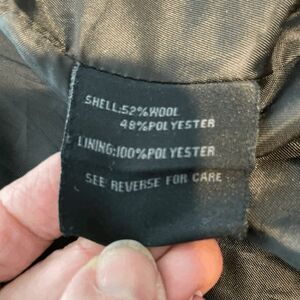 SHELL:52%WOOL
48%POLYESTER
LINING:100%POLYESTER
SEE REVERSE FOR CARE